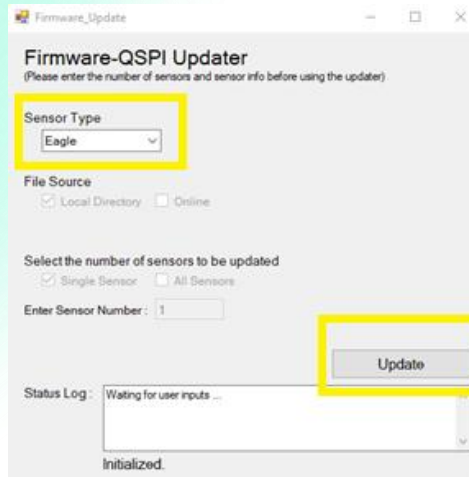 Firmware_Update
Firmware-QSPI Updater
(Please enter the number of sensors and sensor info before using the updater)
Sensor Type
Eagle
File Source
Local Directory Online
Select the number of sensors to be updated
Single Sensor All Sensors
Enter Sensor Number : 1
Update
Status Log : Waiting for user inputs ...
Initialized.